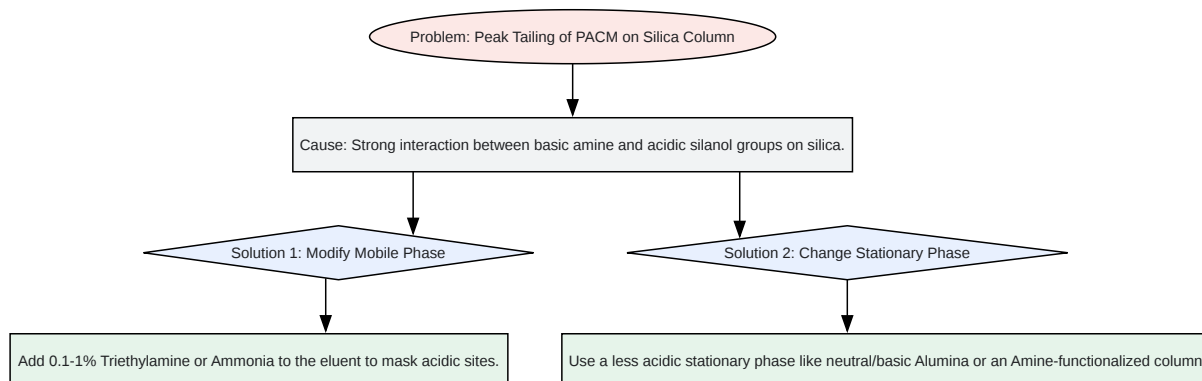 Problem: Peak Tailing of PACM on Silica Column
Cause: Strong interaction between basic amine and acidic silanol groups on silica.
Solution 1: Modify Mobile Phase
Solution 2: Change Stationary Phase
Add 0.1-1% Triethylamine or Ammonia to the eluent to mask acidic sites.
Use a less acidic stationary phase like neutral/basic Alumina or an Amine-functionalized column